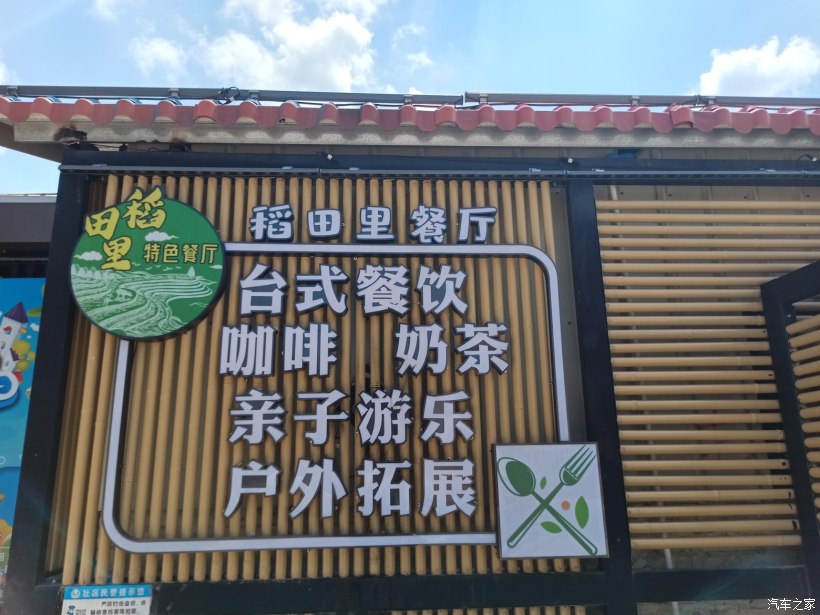 稻田里
特色餐厅
稻田里餐厅
台式餐饮
咖啡 奶茶
亲子游乐
户外拓展
社区民警提示您
汽车之家